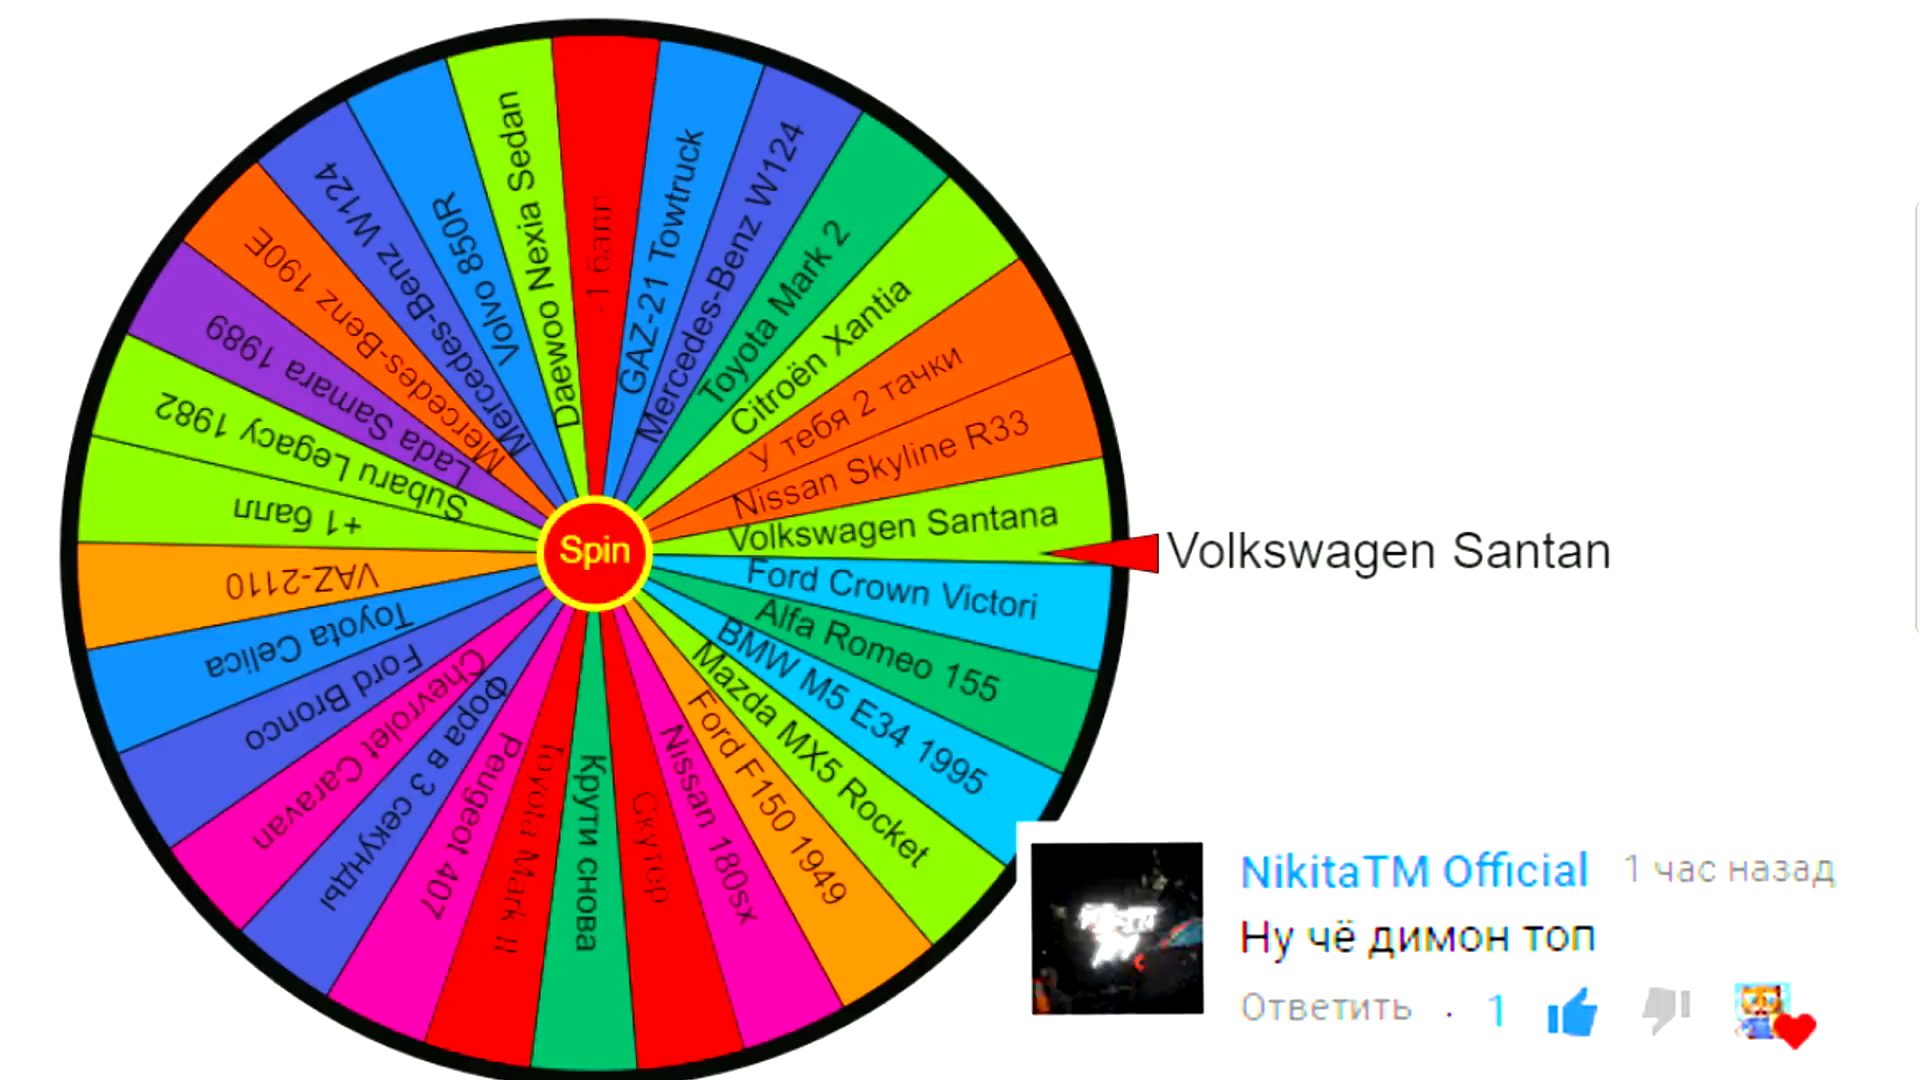 -1 балл
GAZ-21 Towtruck
Mercedes-Benz W124
Toyota Mark 2
Citroën Xantia
У тебя 2 тачки
Nissan Skyline R33
Volkswagen Santana
Ford Crown Victori
Alfa Romeo 155
BMW M5 E34 1995
Mazda MX5 Rocket
Ford F150 1949
Nissan 180sx
Скутер
Крути снова
Toyota Mark II
Peugeot 407
Фора в 3 секунды
Chevrolet Caravan
Ford Bronco
Toyota Celica
VAZ-2110
+1 балл
Subaru Legacy 1982
Lada Samara 1989
Mercedes-Benz 190E
Mercedes-Benz W124
Volvo 850R
Daewoo Nexia Sedan
Spin
Volkswagen Santan
NikitaTM Official 1 час назад
Ну чё димон топ
Ответить · 1